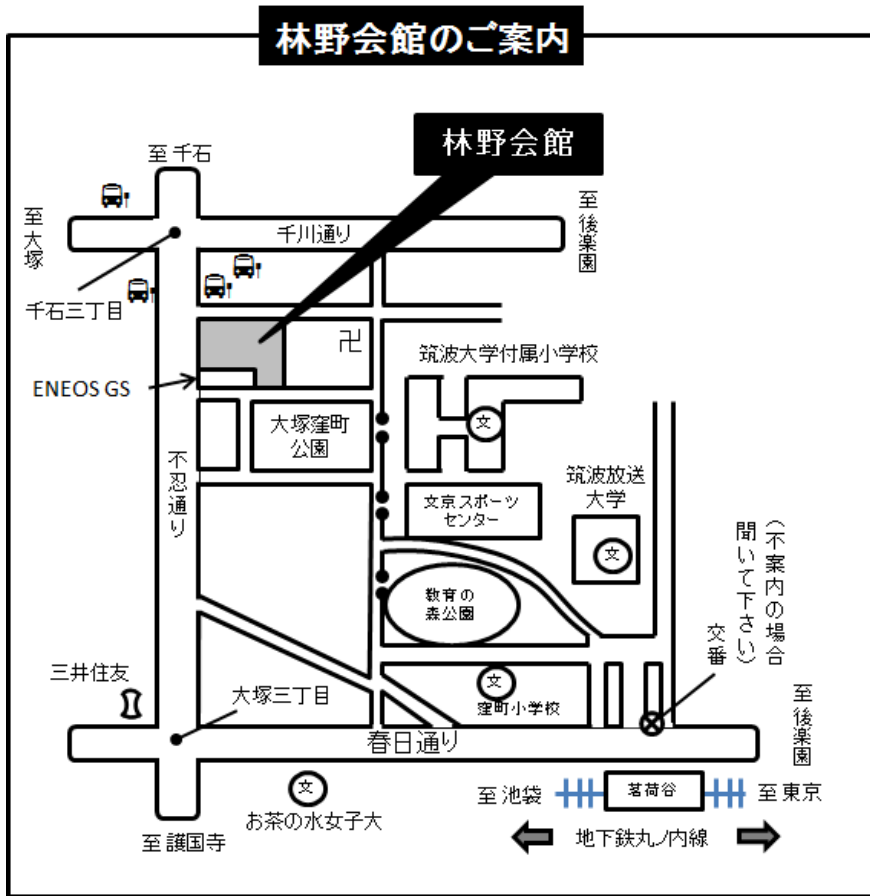 林野会館のご案内
林野会館
至 千石
至大塚
千川通り
至後楽園
千石三丁目
卍
筑波大学付属小学校
ENEOS GS
文
大塚窪町
公園
不忍通り
筑波放送
大学
文京スポーツ
センター
文
(不案内の場合
聞いて下さい)
交番
教育の
森公園
三井住友
大塚三丁目
文
窪町小学校
至後楽園
春日通り
文
お茶の水女子大
至 池袋
茗荷谷
至 東京
至 護国寺
地下鉄丸ノ内線